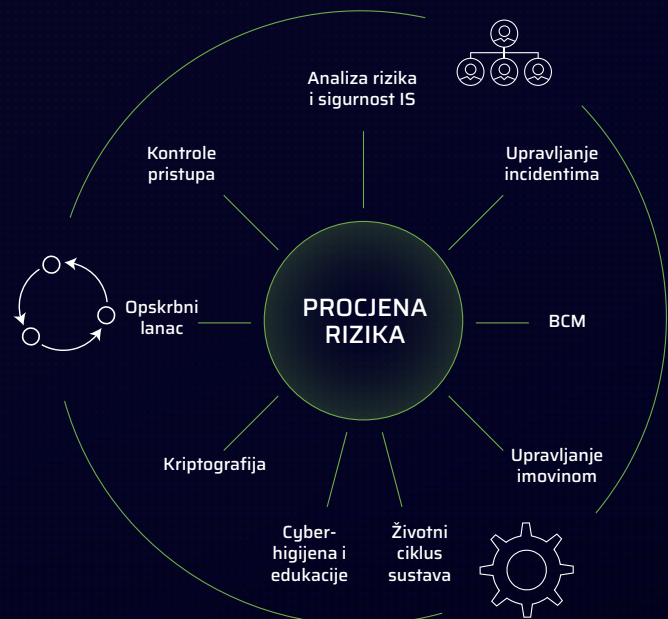 Analiza rizika
i sigurnost IS
Kontrole
pristupa
Upravljanje
incidentima
Opskrbni
lanac
PROCJENA
RIZIKA
BCM
Kriptografija
Upravljanje
imovinom
Cyber-
higijena i
edukacije
Životni
ciklus
sustava